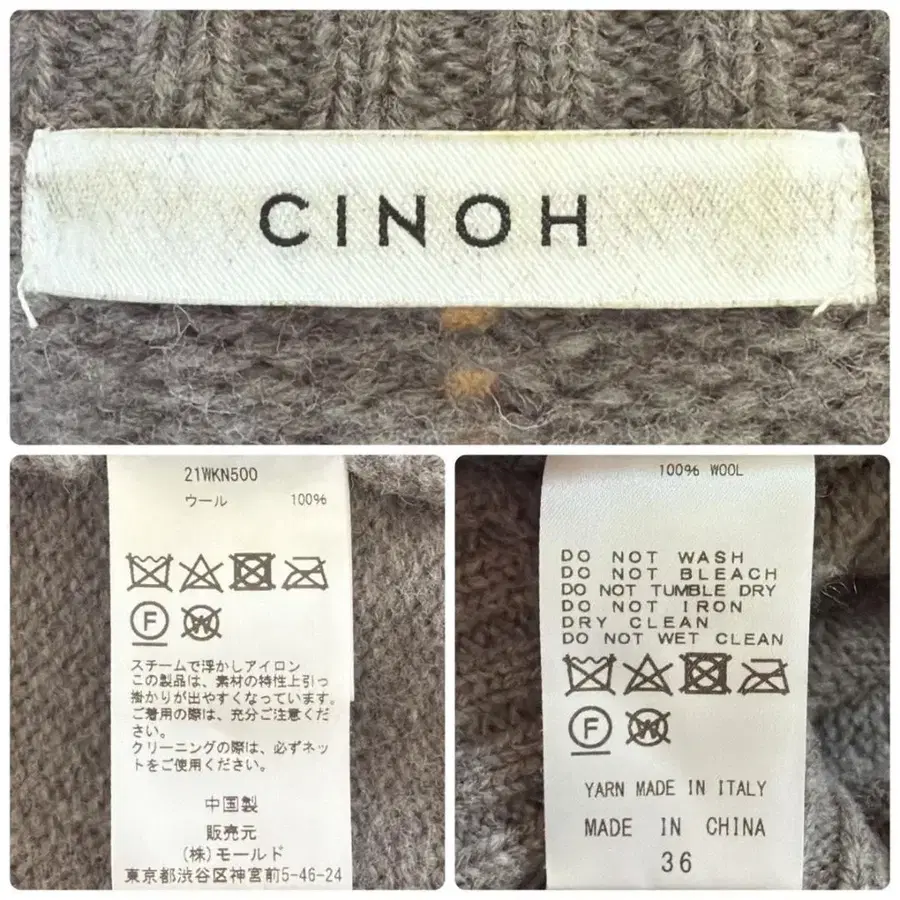 CINOH
21WKN500
ウール 100%
F
W
スチームで浮かしアイロン
この製品は、素材の特性上引っ
掛かりが出やすくなっています。
ご着用の際は、充分ご注意くだ
さい。
クリーニングの際は、必ずネッ
トをご使用ください。
中国製
販売元
(株)モールド
東京都渋谷区神宮前5-46-24
100% WOOL
DO NOT WASH
DO NOT BLEACH
DO NOT TUMBLE DRY
DO NOT IRON
DRY CLEAN
DO NOT WET CLEAN
F
W
YARN MADE IN ITALY
MADE IN CHINA
36